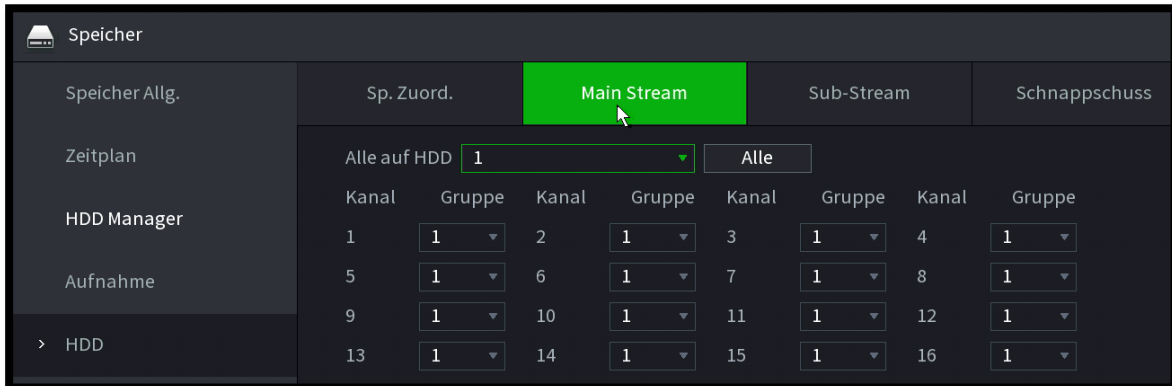 Speicher
Speicher Allg.
Zeitplan
HDD Manager
Aufnahme
HDD
Sp. Zuord. Main Stream Sub-Stream Schnappschuss
Alle auf HDD 1 Alle
Kanal Gruppe Kanal Gruppe Kanal Gruppe Kanal Gruppe
1 1 2 1 3 1 4 1
5 1 6 1 7 1 8 1
9 1 10 1 11 1 12 1
13 1 14 1 15 1 16 1